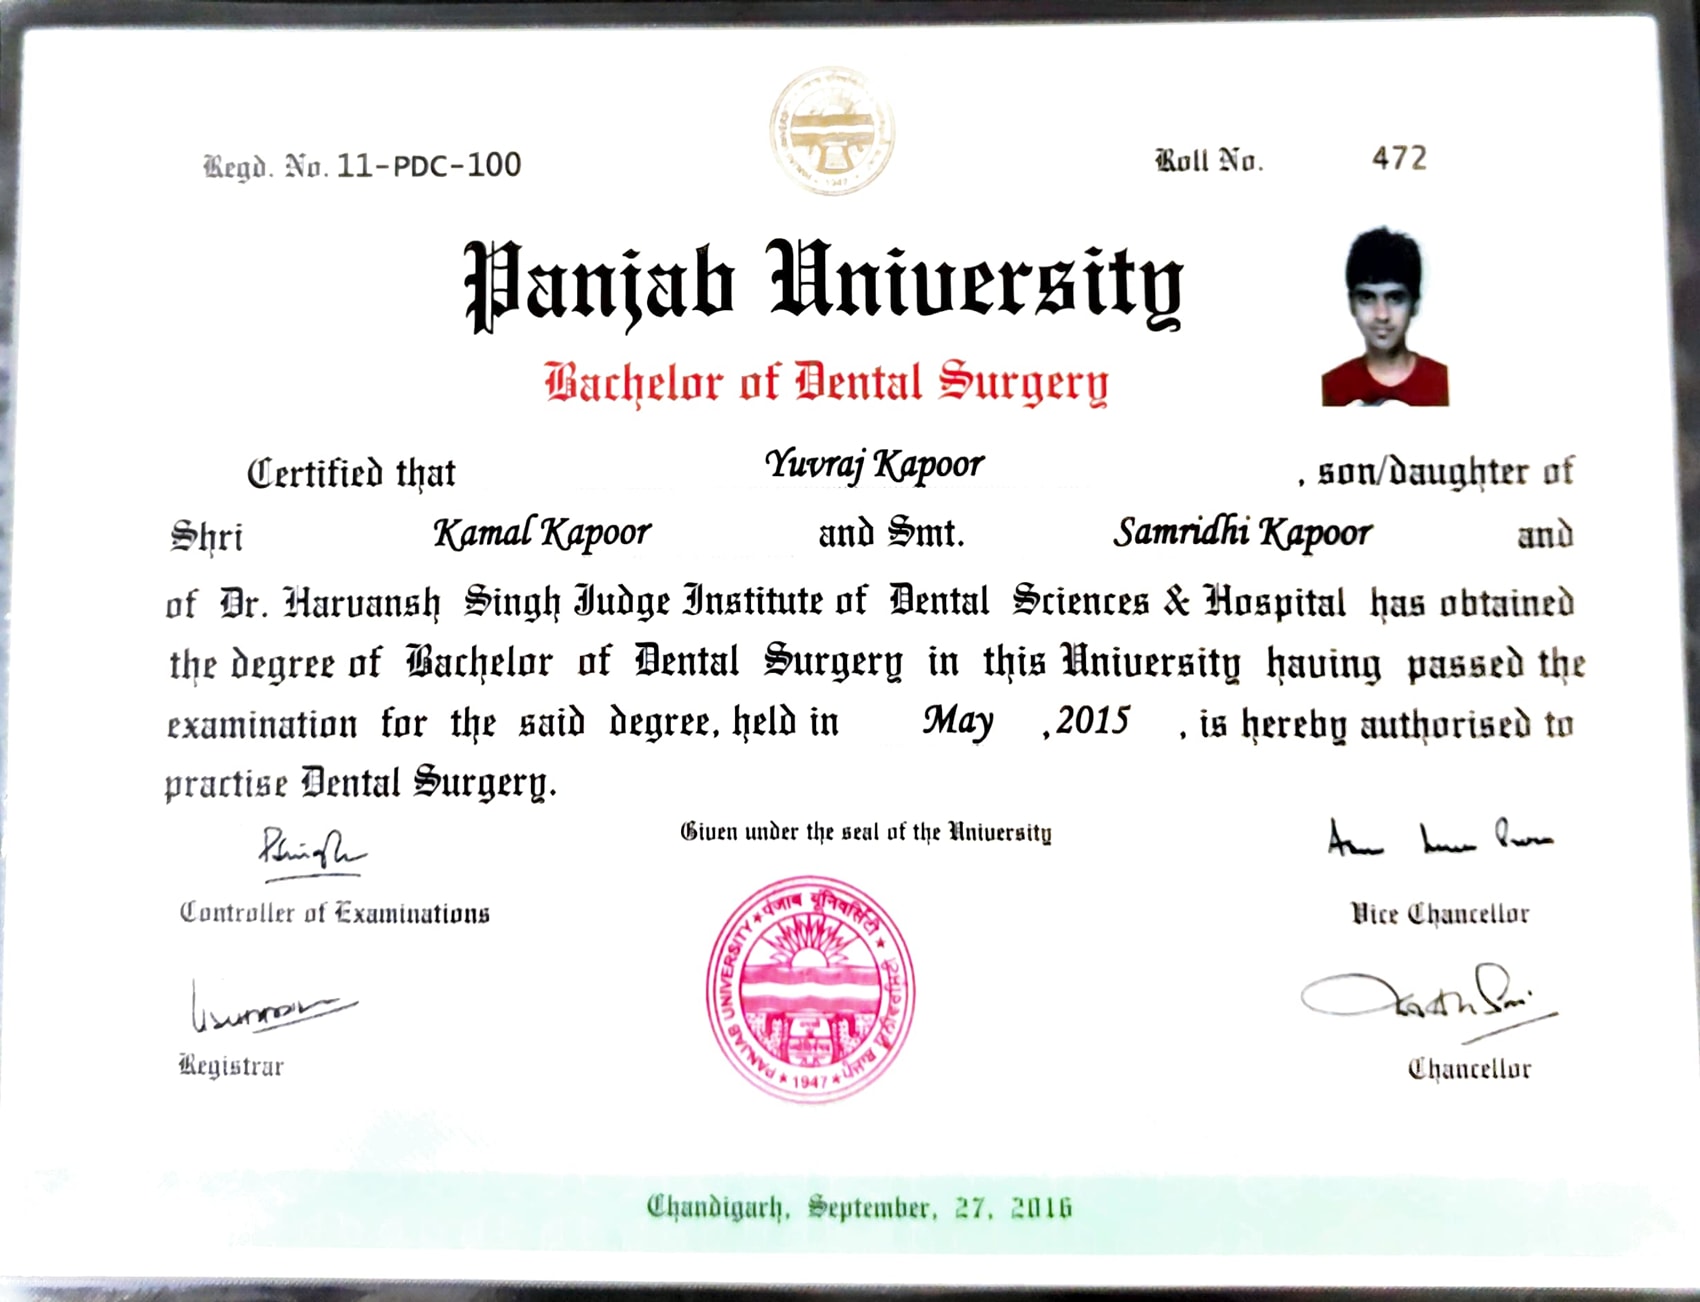 Regd. No. 11-PDC-100
Roll No. 472
Panjab University
Bachelor of Dental Surgery
Certified that Yuvraj Kapoor , son/daughter of
Shri Kamal Kapoor and Smt. Samridhi Kapoor and
of Dr. Harvansh Singh Judge Institute of Dental Sciences & Hospital has obtained
the degree of Bachelor of Dental Surgery in this University having passed the
examination for the said degree, held in May ,2015 , is hereby authorised to
practise Dental Surgery.
Given under the seal of the University
Controller of Examinations
Vice Chancellor
PANJAB UNIVERSITY ★ पंजाब यूनिवर्सिटी ★
★ 1947 ★
Registrar
Chancellor
Chandigarh, September, 27, 2016